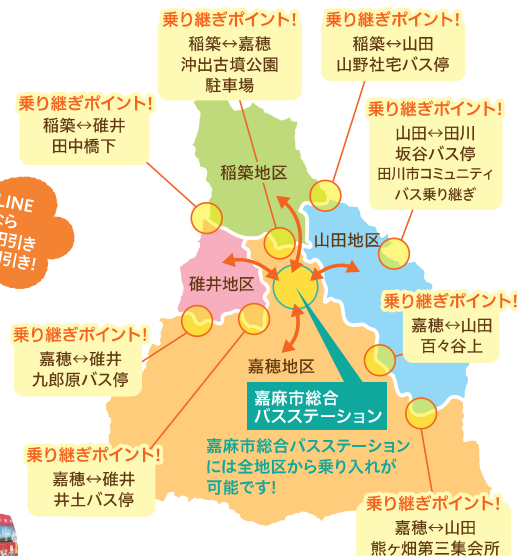 乗り継ぎポイント!
稲築↔嘉穂
沖出古墳公園
駐車場
乗り継ぎポイント!
稲築↔山田
山野社宅バス停
乗り継ぎポイント!
稲築↔碓井
田中橋下
乗り継ぎポイント!
山田↔田川
坂谷バス停
田川市コミュニティ
バス乗り継ぎ
LINE
なら
円引き
引き!
稲築地区
山田地区
碓井地区
嘉穂地区
乗り継ぎポイント!
嘉穂↔山田
百々谷上
乗り継ぎポイント!
嘉穂↔碓井
九郎原バス停
嘉麻市総合
バスステーション
嘉麻市総合バスステーション
には全地区から乗り入れが
可能です!
乗り継ぎポイント!
嘉穂↔碓井
井土バス停
乗り継ぎポイント!
嘉穂↔山田
熊ヶ畑第三集会所